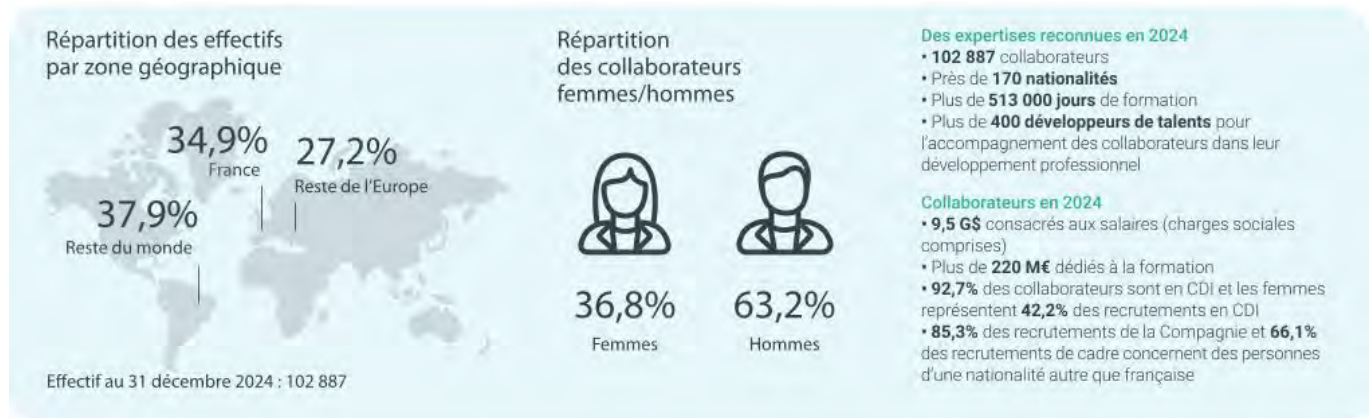 Répartition des effectifs
par zone géographique
34,9%
France
27,2%
Reste de l'Europe
37,9%
Reste du monde
Effectif au 31 décembre 2024 : 102 887
Répartition
des collaborateurs
femmes/hommes
36,8%
Femmes
63,2%
Hommes
Des expertises reconnues en 2024
• 102 887 collaborateurs
• Près de 170 nationalités
• Plus de 513 000 jours de formation
• Plus de 400 développeurs de talents pour
l'accompagnement des collaborateurs dans leur
développement professionnel
Collaborateurs en 2024
• 9,5 G$ consacrés aux salaires (charges sociales
comprises)
• Plus de 220 M€ dédiés à la formation
• 92,7% des collaborateurs sont en CDI et les femmes
représentent 42,2% des recrutements en CDI
• 85,3% des recrutements de la Compagnie et 66,1%
des recrutements de cadre concernent des personnes
d'une nationalité autre que française